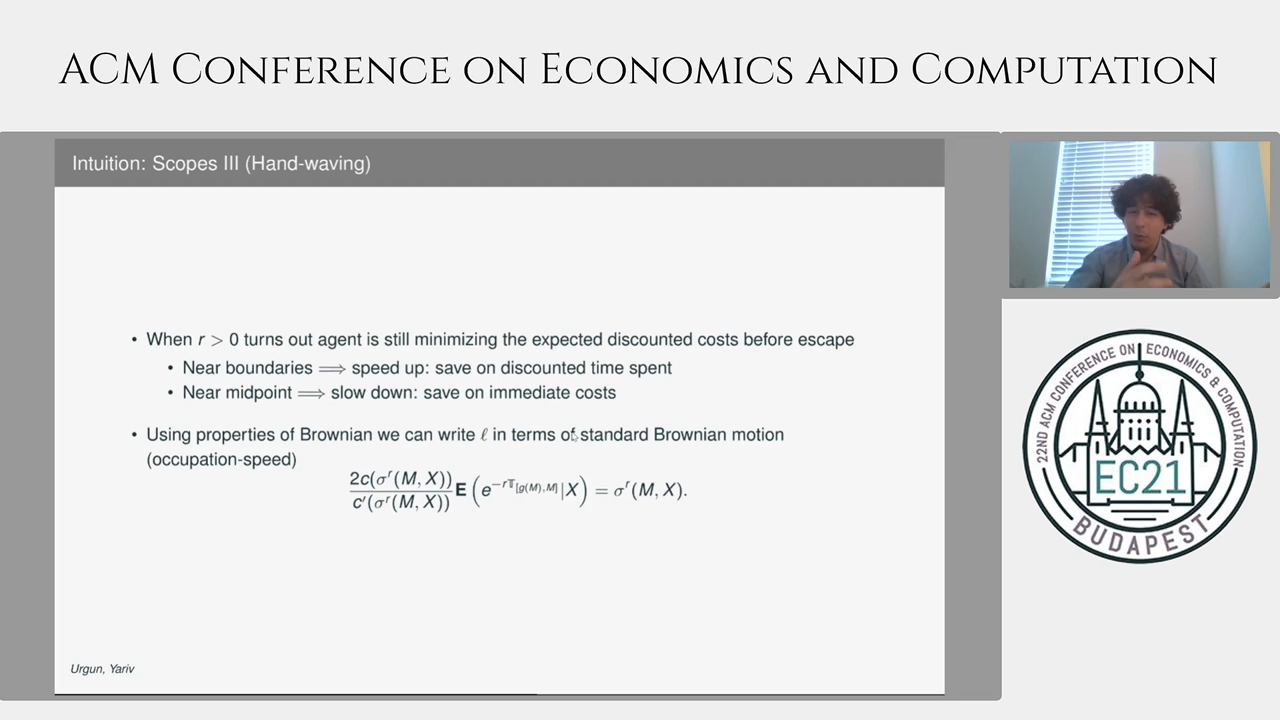 ACM Conference on Economics and Computation
Intuition: Scopes III (Hand-waving)
• When r > 0 turns out agent is still minimizing the expected discounted costs before escape
• Near boundaries ⟹ speed up: save on discounted time spent
• Near midpoint ⟹ slow down: save on immediate costs
• Using properties of Brownian we can write ℓ in terms of standard Brownian motion
(occupation-speed)
2c(σʳ(M, X))/c′(σʳ(M, X)) E(e^{−r𝕋_{[g(M),M]}}|X) = σʳ(M, X).
Urgun, Yariv
22ND ACM CONFERENCE ON ECONOMICS & COMPUTATION
EC21
BUDAPEST